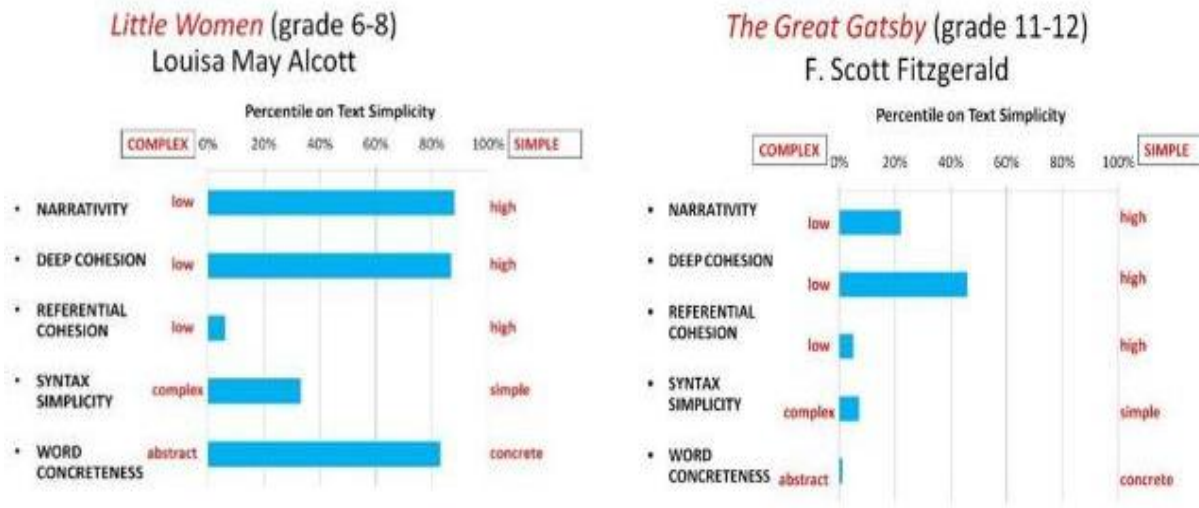 Little Women (grade 6-8)
Louisa May Alcott
Percentile on Text Simplicity
COMPLEX 0% 20% 40% 60% 80% 100% SIMPLE
• NARRATIVITY low high
• DEEP COHESION low high
• REFERENTIAL
COHESION low high
• SYNTAX
SIMPLICITY complex simple
• WORD
CONCRETENESS abstract concrete
The Great Gatsby (grade 11-12)
F. Scott Fitzgerald
Percentile on Text Simplicity
COMPLEX 0% 20% 40% 60% 80% 100% SIMPLE
• NARRATIVITY low high
• DEEP COHESION low high
• REFERENTIAL
COHESION low high
• SYNTAX
SIMPLICITY complex simple
• WORD
CONCRETENESS abstract concrete